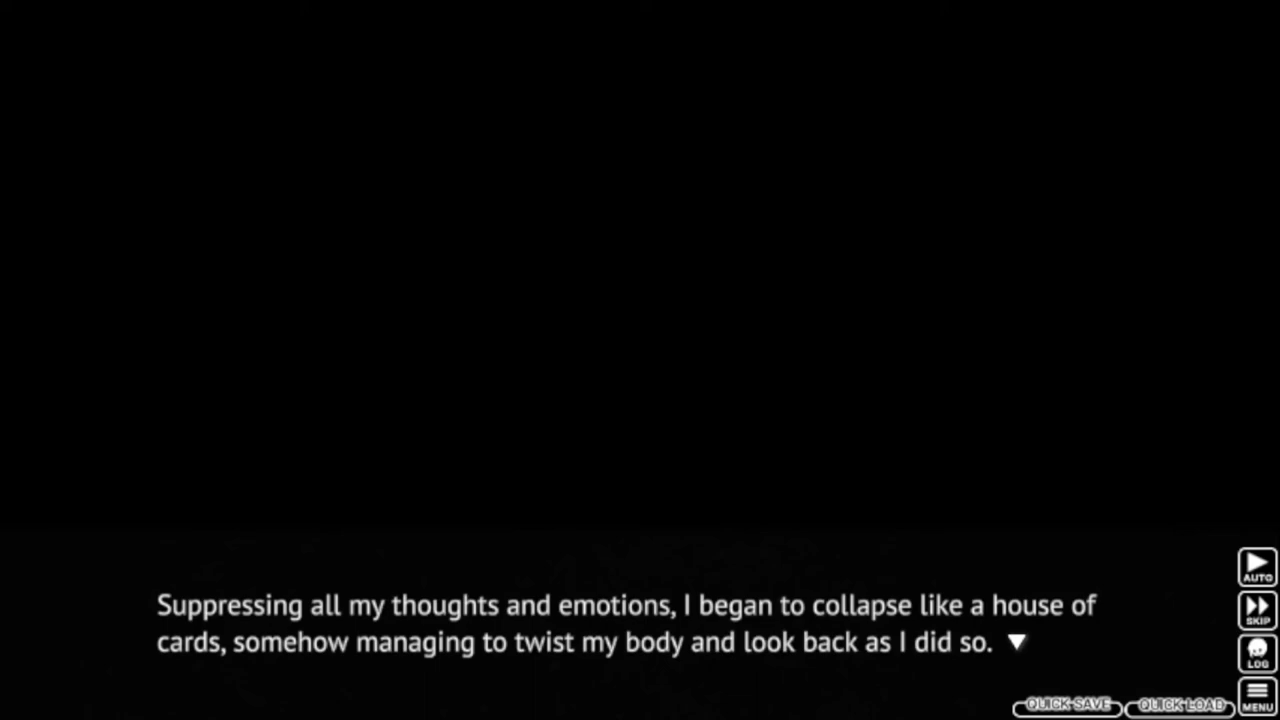 Suppressing all my thoughts and emotions, I began to collapse like a house of
cards, somehow managing to twist my body and look back as I did so.
AUTO
SKIP
LOG
MENU
QUICK SAVE QUICK LOAD